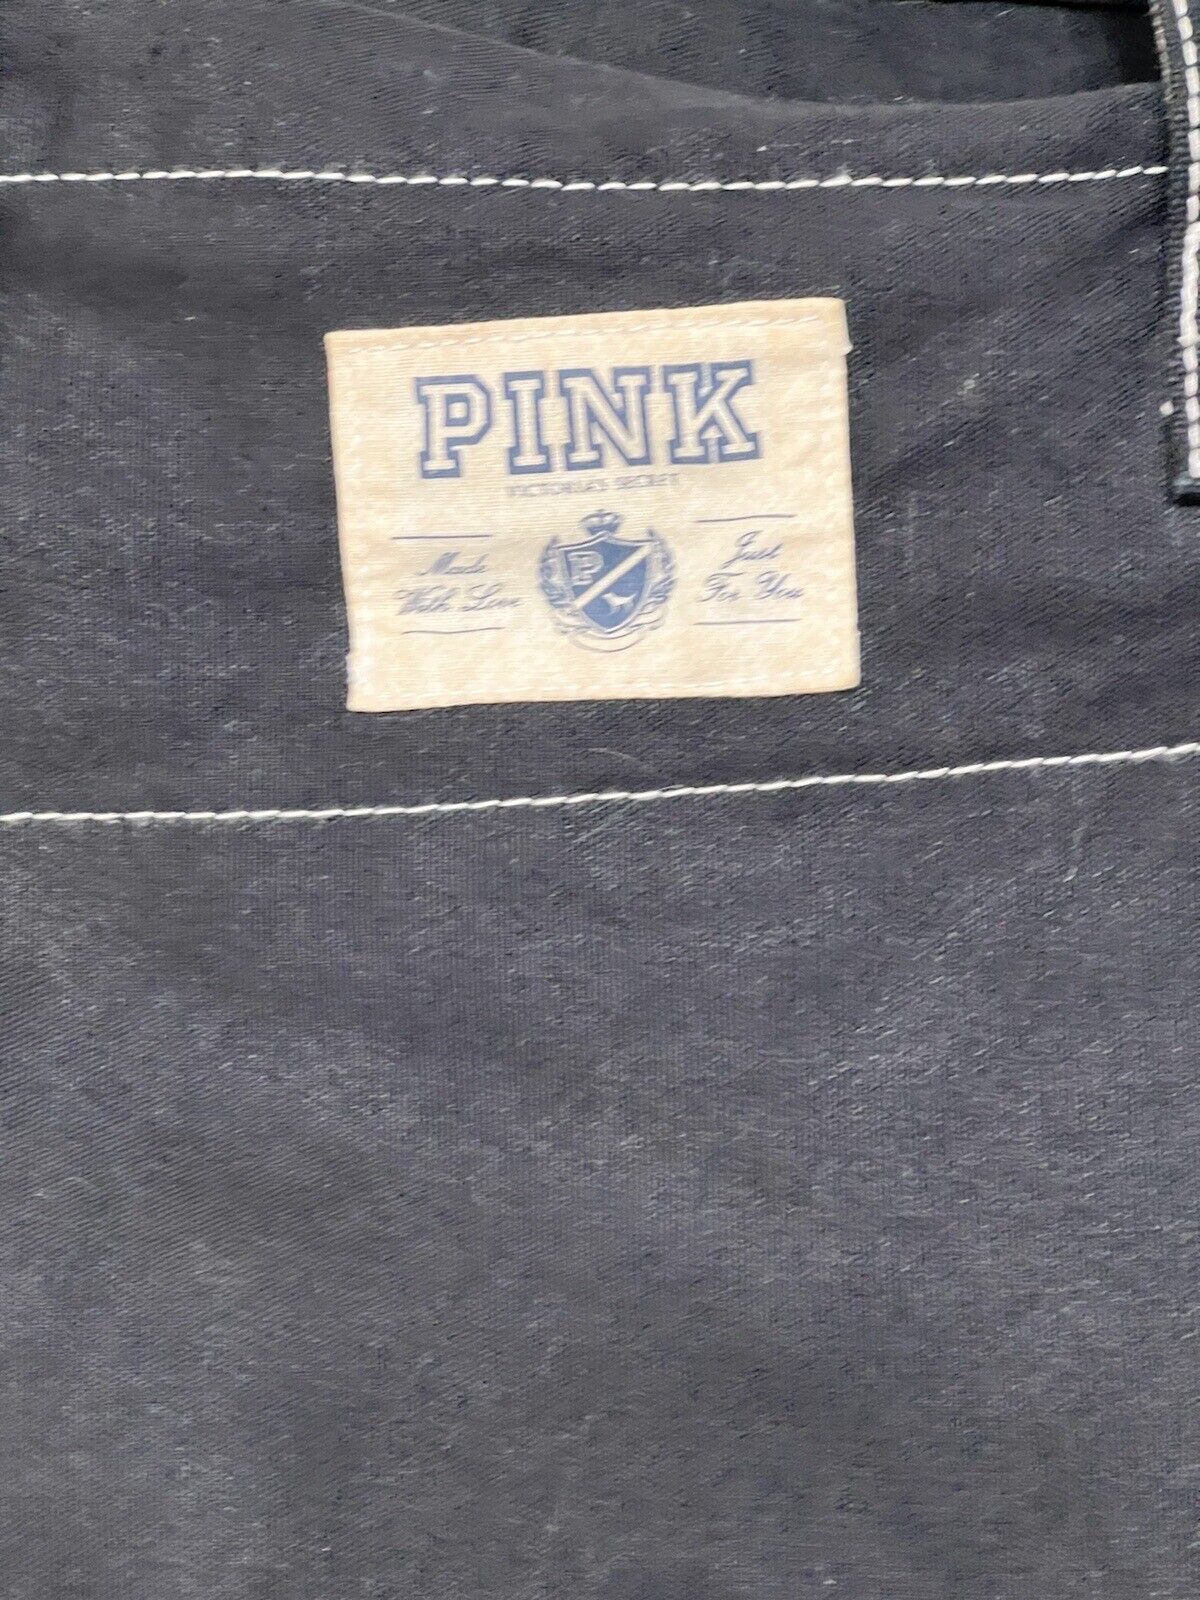 PINK
VICTORIA'S SECRET
Made
With Love
P
Just
For You